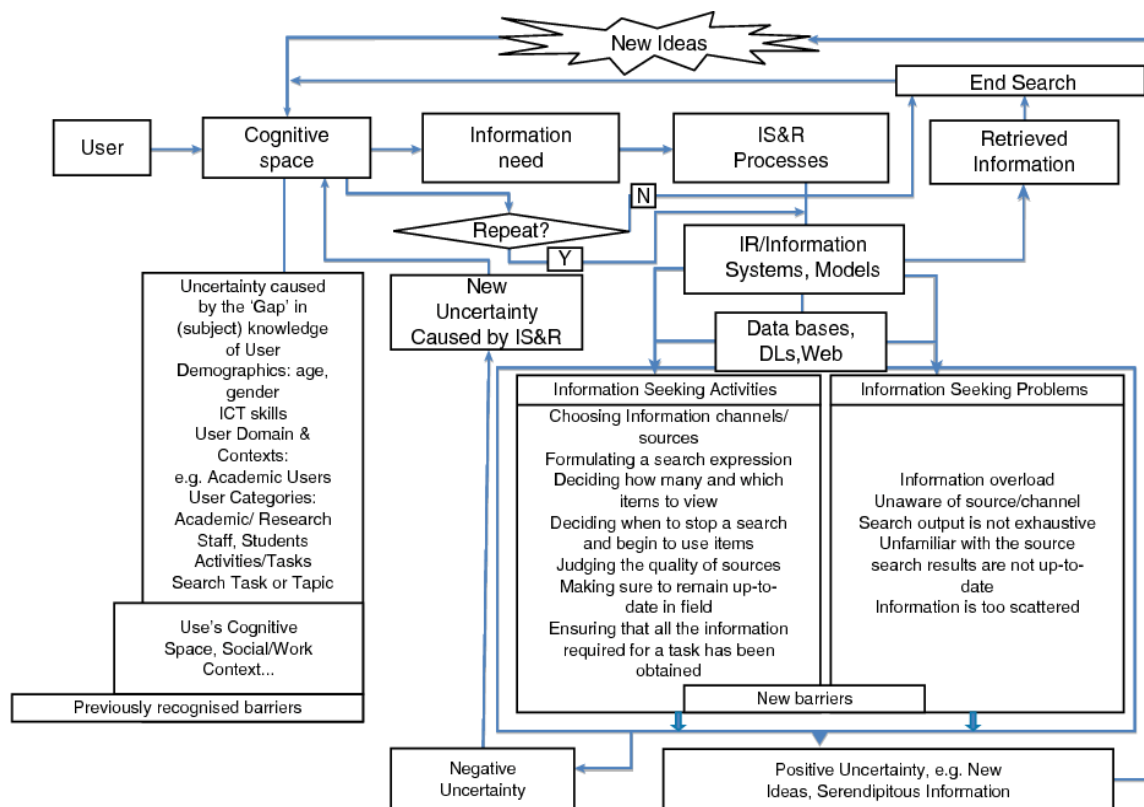 New Ideas
End Search
User
Cognitive
space
Information
need
IS&R
Processes
Retrieved
Information
N
Repeat?
Y
IR/Information
Systems, Models
New
Uncertainty
Caused by IS&R
Data bases,
DLs,Web
Uncertainty caused
by the ‘Gap’ in
(subject) knowledge
of User
Demographics: age,
gender
ICT skills
User Domain &
Contexts:
e.g. Academic Users
User Categories:
Academic/ Research
Staff, Students
Activities/Tasks
Search Task or Tapic
Use's Cognitive
Space, Social/Work
Context...
Previously recognised barriers
Information Seeking Activities
Choosing Information channels/
sources
Formulating a search expression
Deciding how many and which
items to view
Deciding when to stop a search
and begin to use items
Judging the quality of sources
Making sure to remain up-to-
date in field
Ensuring that all the information
required for a task has been
obtained
Information Seeking Problems
Information overload
Unaware of source/channel
Search output is not exhaustive
Unfamiliar with the source
search results are not up-to-
date
Information is too scattered
New barriers
Negative
Uncertainty
Positive Uncertainty, e.g. New
Ideas, Serendipitous Information